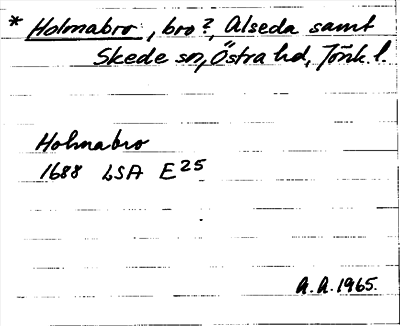 * Holmabro, bro?, Alseda samt
Skede sn, Östra hd, Jönk. l.
Holmabro
1688 LSA E25
A.A. 1965.